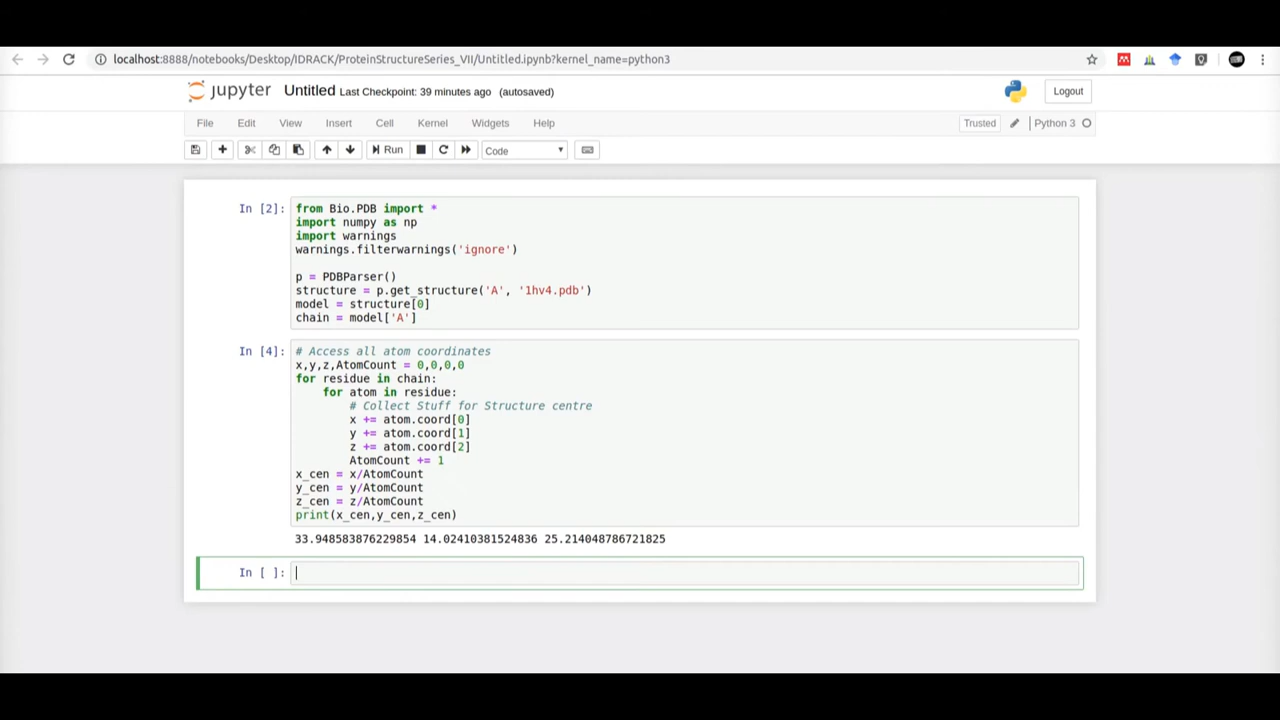 localhost:8888/notebooks/Desktop/IDRACK/ProteinStructureSeries_VII/Untitled.ipynb?kernel_name=python3
jupyter Untitled Last Checkpoint: 39 minutes ago (autosaved) Logout
File Edit View Insert Cell Kernel Widgets Help Trusted Python 3
Run Code
In [2]: from Bio.PDB import *
import numpy as np
import warnings
warnings.filterwarnings('ignore')
p = PDBParser()
structure = p.get_structure('A', '1hv4.pdb')
model = structure[0]
chain = model['A']
In [4]: # Access all atom coordinates
x,y,z,AtomCount = 0,0,0,0
for residue in chain:
for atom in residue:
# Collect Stuff for Structure centre
x += atom.coord[0]
y += atom.coord[1]
z += atom.coord[2]
AtomCount += 1
x_cen = x/AtomCount
y_cen = y/AtomCount
z_cen = z/AtomCount
print(x_cen,y_cen,z_cen)
33.948583876229854 14.02410381524836 25.214048786721825
In [ ]: